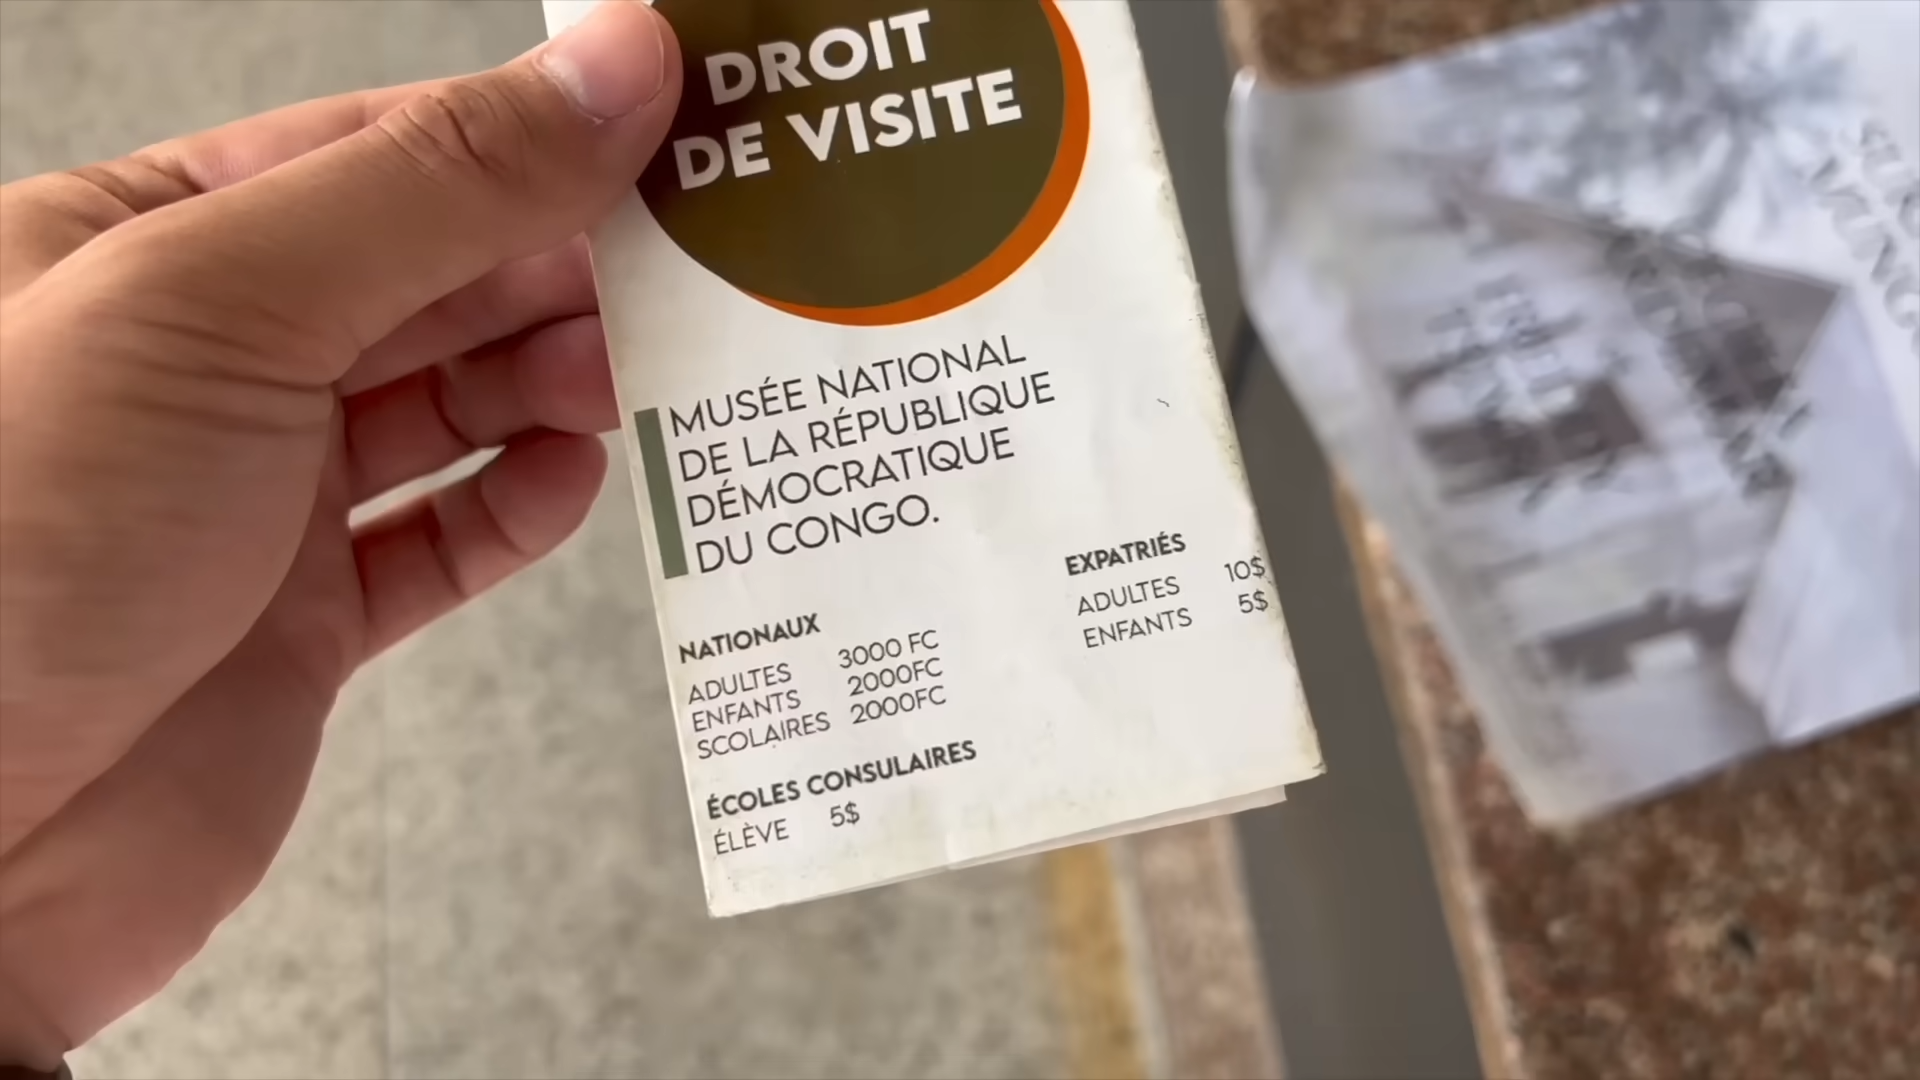 DROIT
DE VISITE
MUSÉE NATIONAL
DE LA RÉPUBLIQUE
DÉMOCRATIQUE
DU CONGO.
NATIONAUX
ADULTES 3000 FC
ENFANTS 2000FC
SCOLAIRES 2000FC
ÉCOLES CONSULAIRES
ÉLÈVE 5$
EXPATRIÉS
ADULTES 10$
ENFANTS 5$